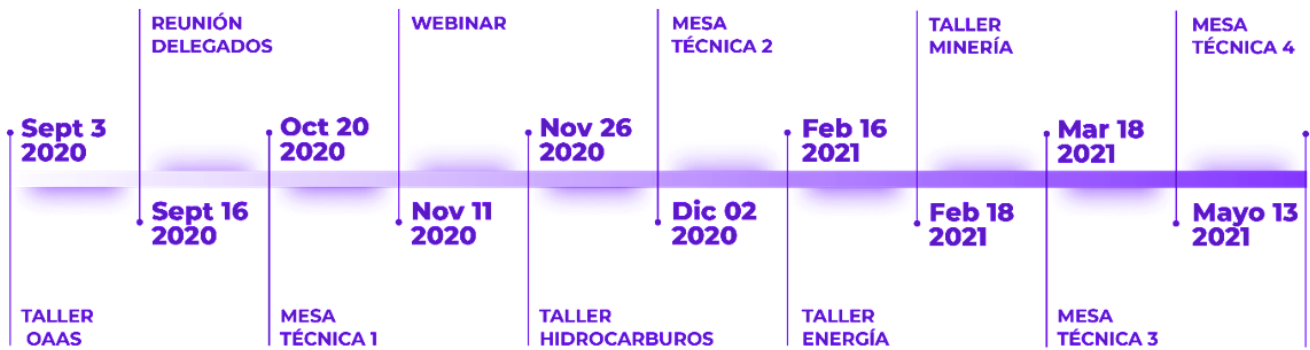 REUNIÓN
DELEGADOS
WEBINAR
MESA
TÉCNICA 2
TALLER
MINERÍA
MESA
TÉCNICA 4
Sept 3
2020
Oct 20
2020
Nov 26
2020
Feb 16
2021
Mar 18
2021
Sept 16
2020
Nov 11
2020
Dic 02
2020
Feb 18
2021
Mayo 13
2021
TALLER
OAAS
MESA
TÉCNICA 1
TALLER
HIDROCARBUROS
TALLER
ENERGÍA
MESA
TÉCNICA 3